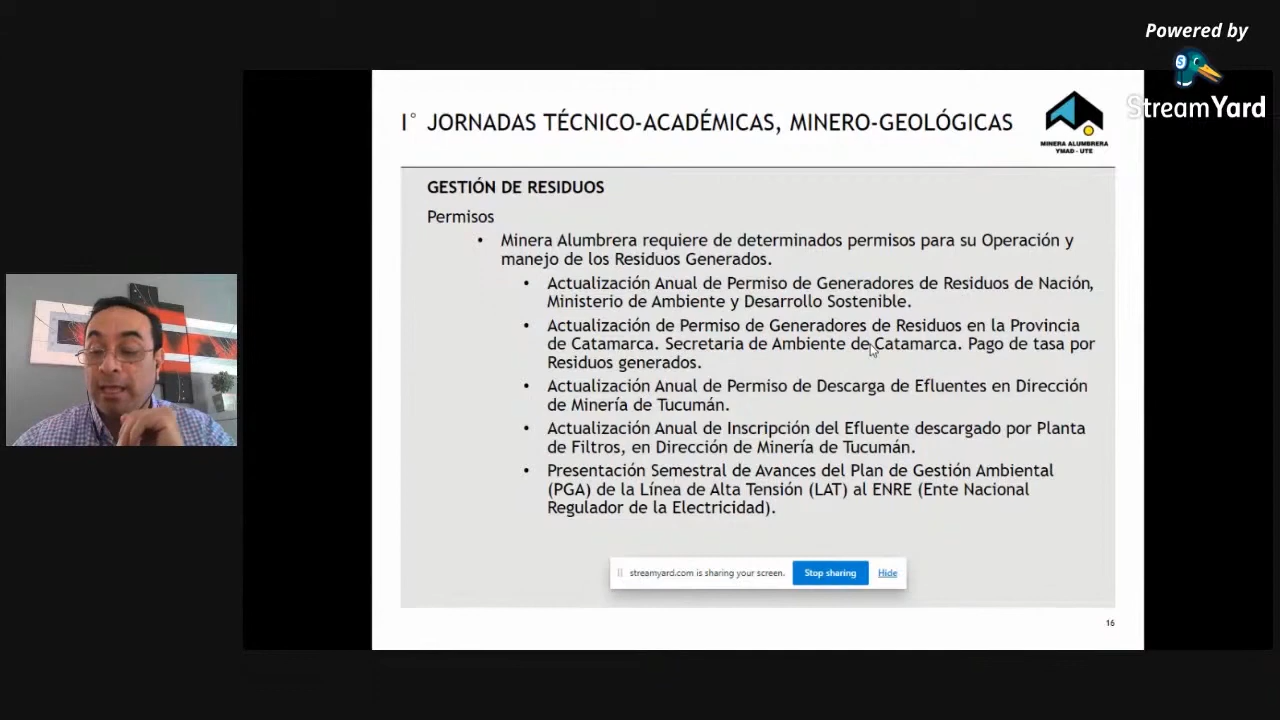 Powered by
StreamYard
I° JORNADAS TÉCNICO-ACADÉMICAS, MINERO-GEOLÓGICAS
MINERA ALUMBRERA
YMAD - UTE
GESTIÓN DE RESIDUOS
Permisos
• Minera Alumbrera requiere de determinados permisos para su Operación y
manejo de los Residuos Generados.
• Actualización Anual de Permiso de Generadores de Residuos de Nación,
Ministerio de Ambiente y Desarrollo Sostenible.
• Actualización de Permiso de Generadores de Residuos en la Provincia
de Catamarca. Secretaria de Ambiente de Catamarca. Pago de tasa por
Residuos generados.
• Actualización Anual de Permiso de Descarga de Efluentes en Dirección
de Minería de Tucumán.
• Actualización Anual de Inscripción del Efluente descargado por Planta
de Filtros, en Dirección de Minería de Tucumán.
• Presentación Semestral de Avances del Plan de Gestión Ambiental
(PGA) de la Línea de Alta Tensión (LAT) al ENRE (Ente Nacional
Regulador de la Electricidad).
streamyard.com is sharing your screen. Stop sharing Hide
16